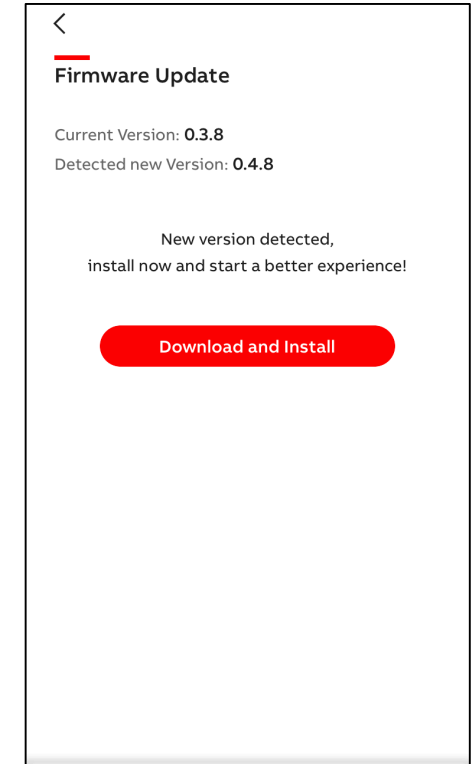 Firmware Update
Current Version: 0.3.8
Detected new Version: 0.4.8
New version detected,
install now and start a better experience!
Download and Install